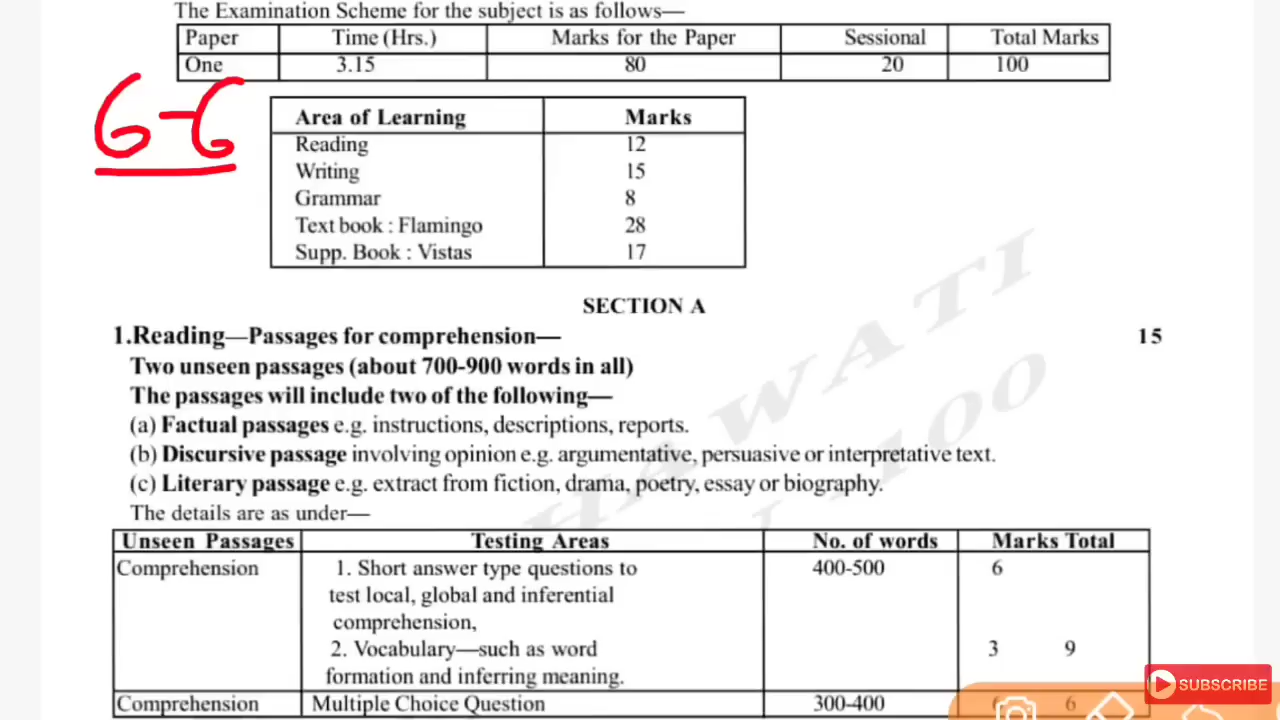 The Examination Scheme for the subject is as follows—
Paper Time (Hrs.) Marks for the Paper Sessional Total Marks
One 3.15 80 20 100
6-6
Area of Learning Marks
Reading 12
Writing 15
Grammar 8
Text book : Flamingo 28
Supp. Book : Vistas 17
SECTION A
1.Reading—Passages for comprehension— 15
Two unseen passages (about 700-900 words in all)
The passages will include two of the following—
(a) Factual passages e.g. instructions, descriptions, reports.
(b) Discursive passage involving opinion e.g. argumentative, persuasive or interpretative text.
(c) Literary passage e.g. extract from fiction, drama, poetry, essay or biography.
The details are as under—
Unseen Passages Testing Areas No. of words Marks Total
Comprehension 1. Short answer type questions to 400-500 6
test local, global and inferential
comprehension,
2. Vocabulary—such as word 3 9
formation and inferring meaning.
Comprehension Multiple Choice Question 300-400 6 6
SUBSCRIBE